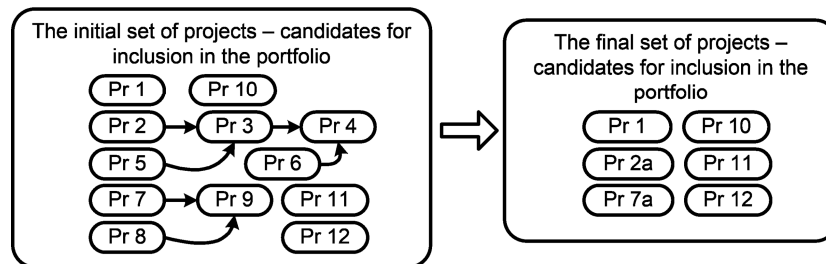 The initial set of projects – candidates for
inclusion in the portfolio
Pr 1 Pr 10
Pr 2 Pr 3 Pr 4
Pr 5 Pr 6
Pr 7 Pr 9 Pr 11
Pr 8 Pr 12
The final set of projects –
candidates for inclusion in the
portfolio
Pr 1 Pr 10
Pr 2a Pr 11
Pr 7a Pr 12